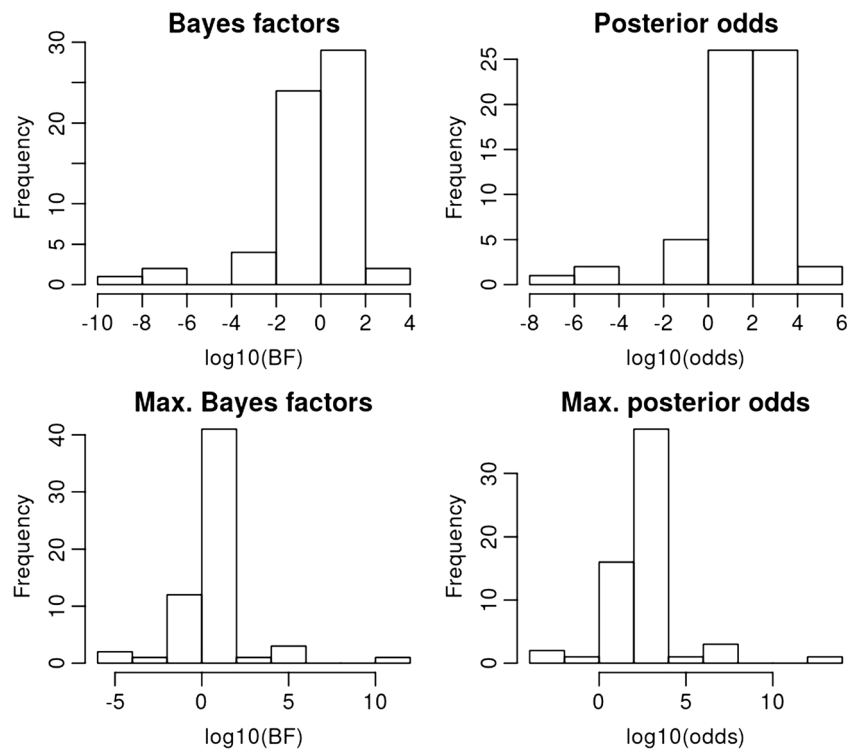 Bayes factors
Frequency
0
5
10
20
30
-10 -8 -6 -4 -2 0 2 4
log10(BF)
Posterior odds
Frequency
0
5
10
15
20
25
-8 -6 -4 -2 0 2 4 6
log10(odds)
Max. Bayes factors
Frequency
0
10
20
30
40
-5 0 5 10
log10(BF)
Max. posterior odds
Frequency
0
10
20
30
0 5 10
log10(odds)